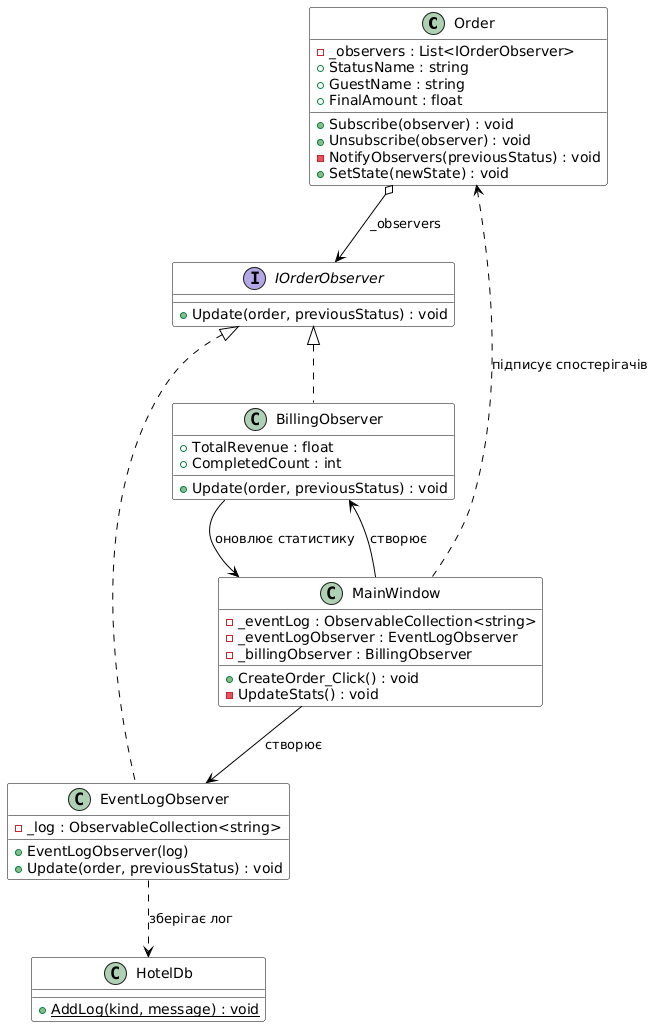 C Order
_observers : List<IOrderObserver>
StatusName : string
GuestName : string
FinalAmount : float
Subscribe(observer) : void
Unsubscribe(observer) : void
NotifyObservers(previousStatus) : void
SetState(newState) : void
_observers
I IOrderObserver
Update(order, previousStatus) : void
підписує спостерігачів
C BillingObserver
TotalRevenue : float
CompletedCount : int
Update(order, previousStatus) : void
оновлює статистику
створює
C MainWindow
_eventLog : ObservableCollection<string>
_eventLogObserver : EventLogObserver
_billingObserver : BillingObserver
CreateOrder_Click() : void
UpdateStats() : void
створює
C EventLogObserver
_log : ObservableCollection<string>
EventLogObserver(log)
Update(order, previousStatus) : void
зберігає лог
C HotelDb
AddLog(kind, message) : void